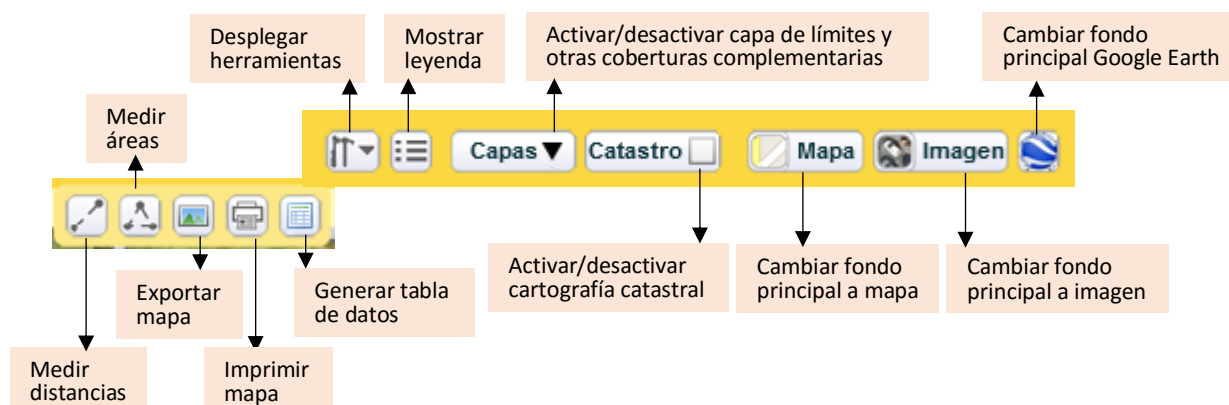 Desplegar
herramientas
Mostrar
leyenda
Activar/desactivar capa de límites y
otras coberturas complementarias
Cambiar fondo
principal Google Earth
Medir
áreas
Capas
Catastro
Mapa
Imagen
Exportar
mapa
Generar tabla
de datos
Activar/desactivar
cartografía catastral
Cambiar fondo
principal a mapa
Cambiar fondo
principal a imagen
Medir
distancias
Imprimir
mapa